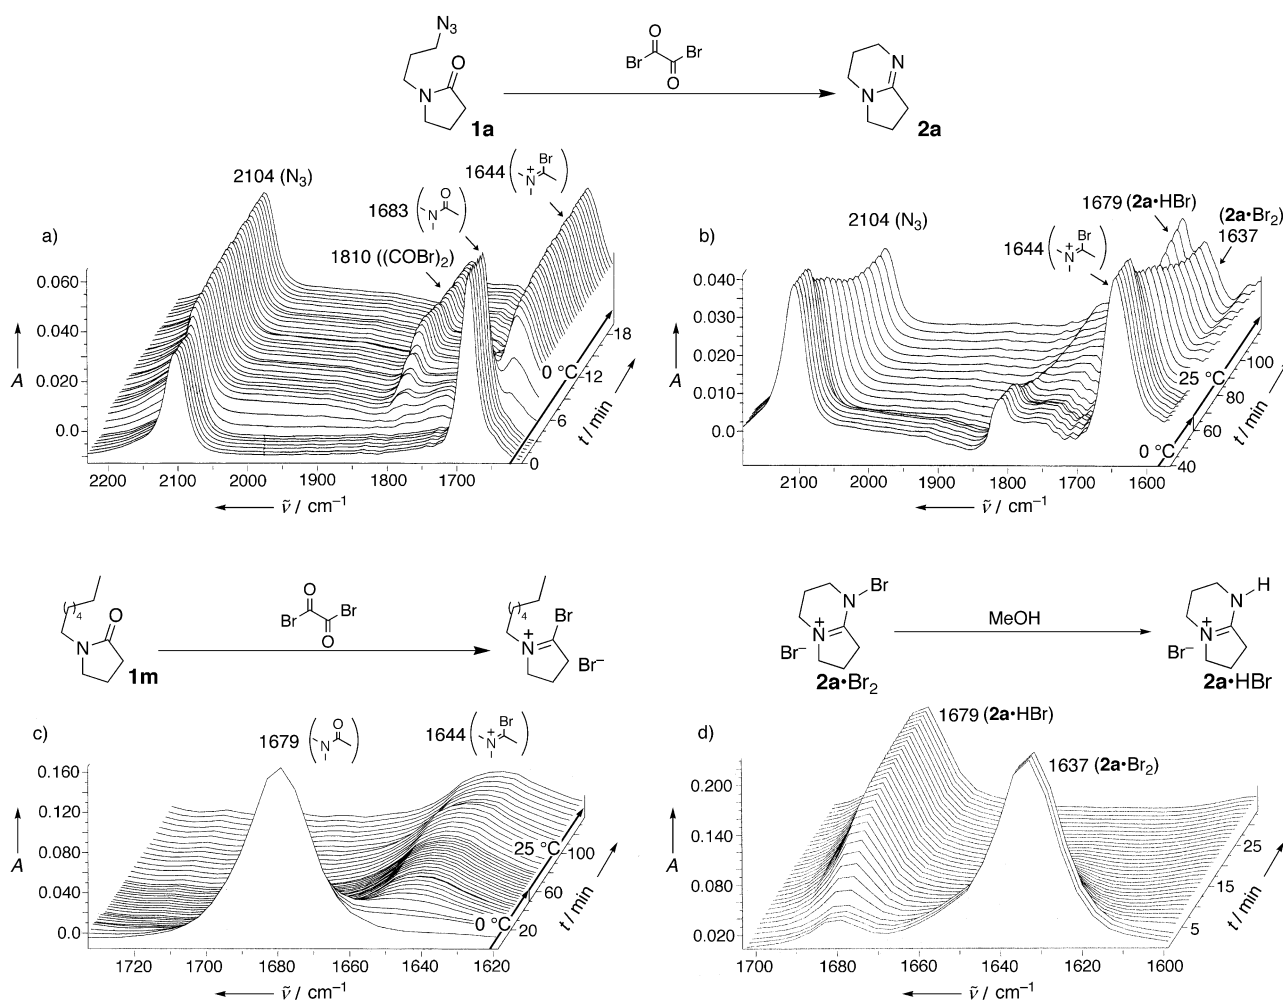 N3
O
N
1a
O
Br
Br
O
N
N
2a
a)
2104 (N3)
1683
O
N
1644
Br
+
N
1810 ((COBr)2)
0.060
0.040
0.020
0.0
A
2200 2100 2000 1900 1800 1700
ṽ / cm–1
0 °C
0 6 12 18
t / min
b)
2104 (N3)
1644
Br
+
N
1679 (2a•HBr)
(2a•Br2)
1637
0.040
0.030
0.020
0.010
0.0
A
2100 2000 1900 1800 1700 1600
ṽ / cm–1
0 °C
25 °C
40 60 80 100
t / min
4
O
N
1m
O
Br
Br
O
4
Br
+
N
Br–
N
Br
+
N
Br–
2a•Br2
MeOH
H
N
+
N
Br–
2a•HBr
c)
1679
O
N
1644
Br
+
N
0.160
0.120
0.080
0.040
0.0
A
1720 1700 1680 1660 1640 1620
ṽ / cm–1
0 °C
25 °C
20 60 100
t / min
d)
1679 (2a•HBr)
1637 (2a•Br2)
0.200
0.140
0.080
0.020
A
1700 1680 1660 1640 1620 1600
ṽ / cm–1
5 15 25
t / min